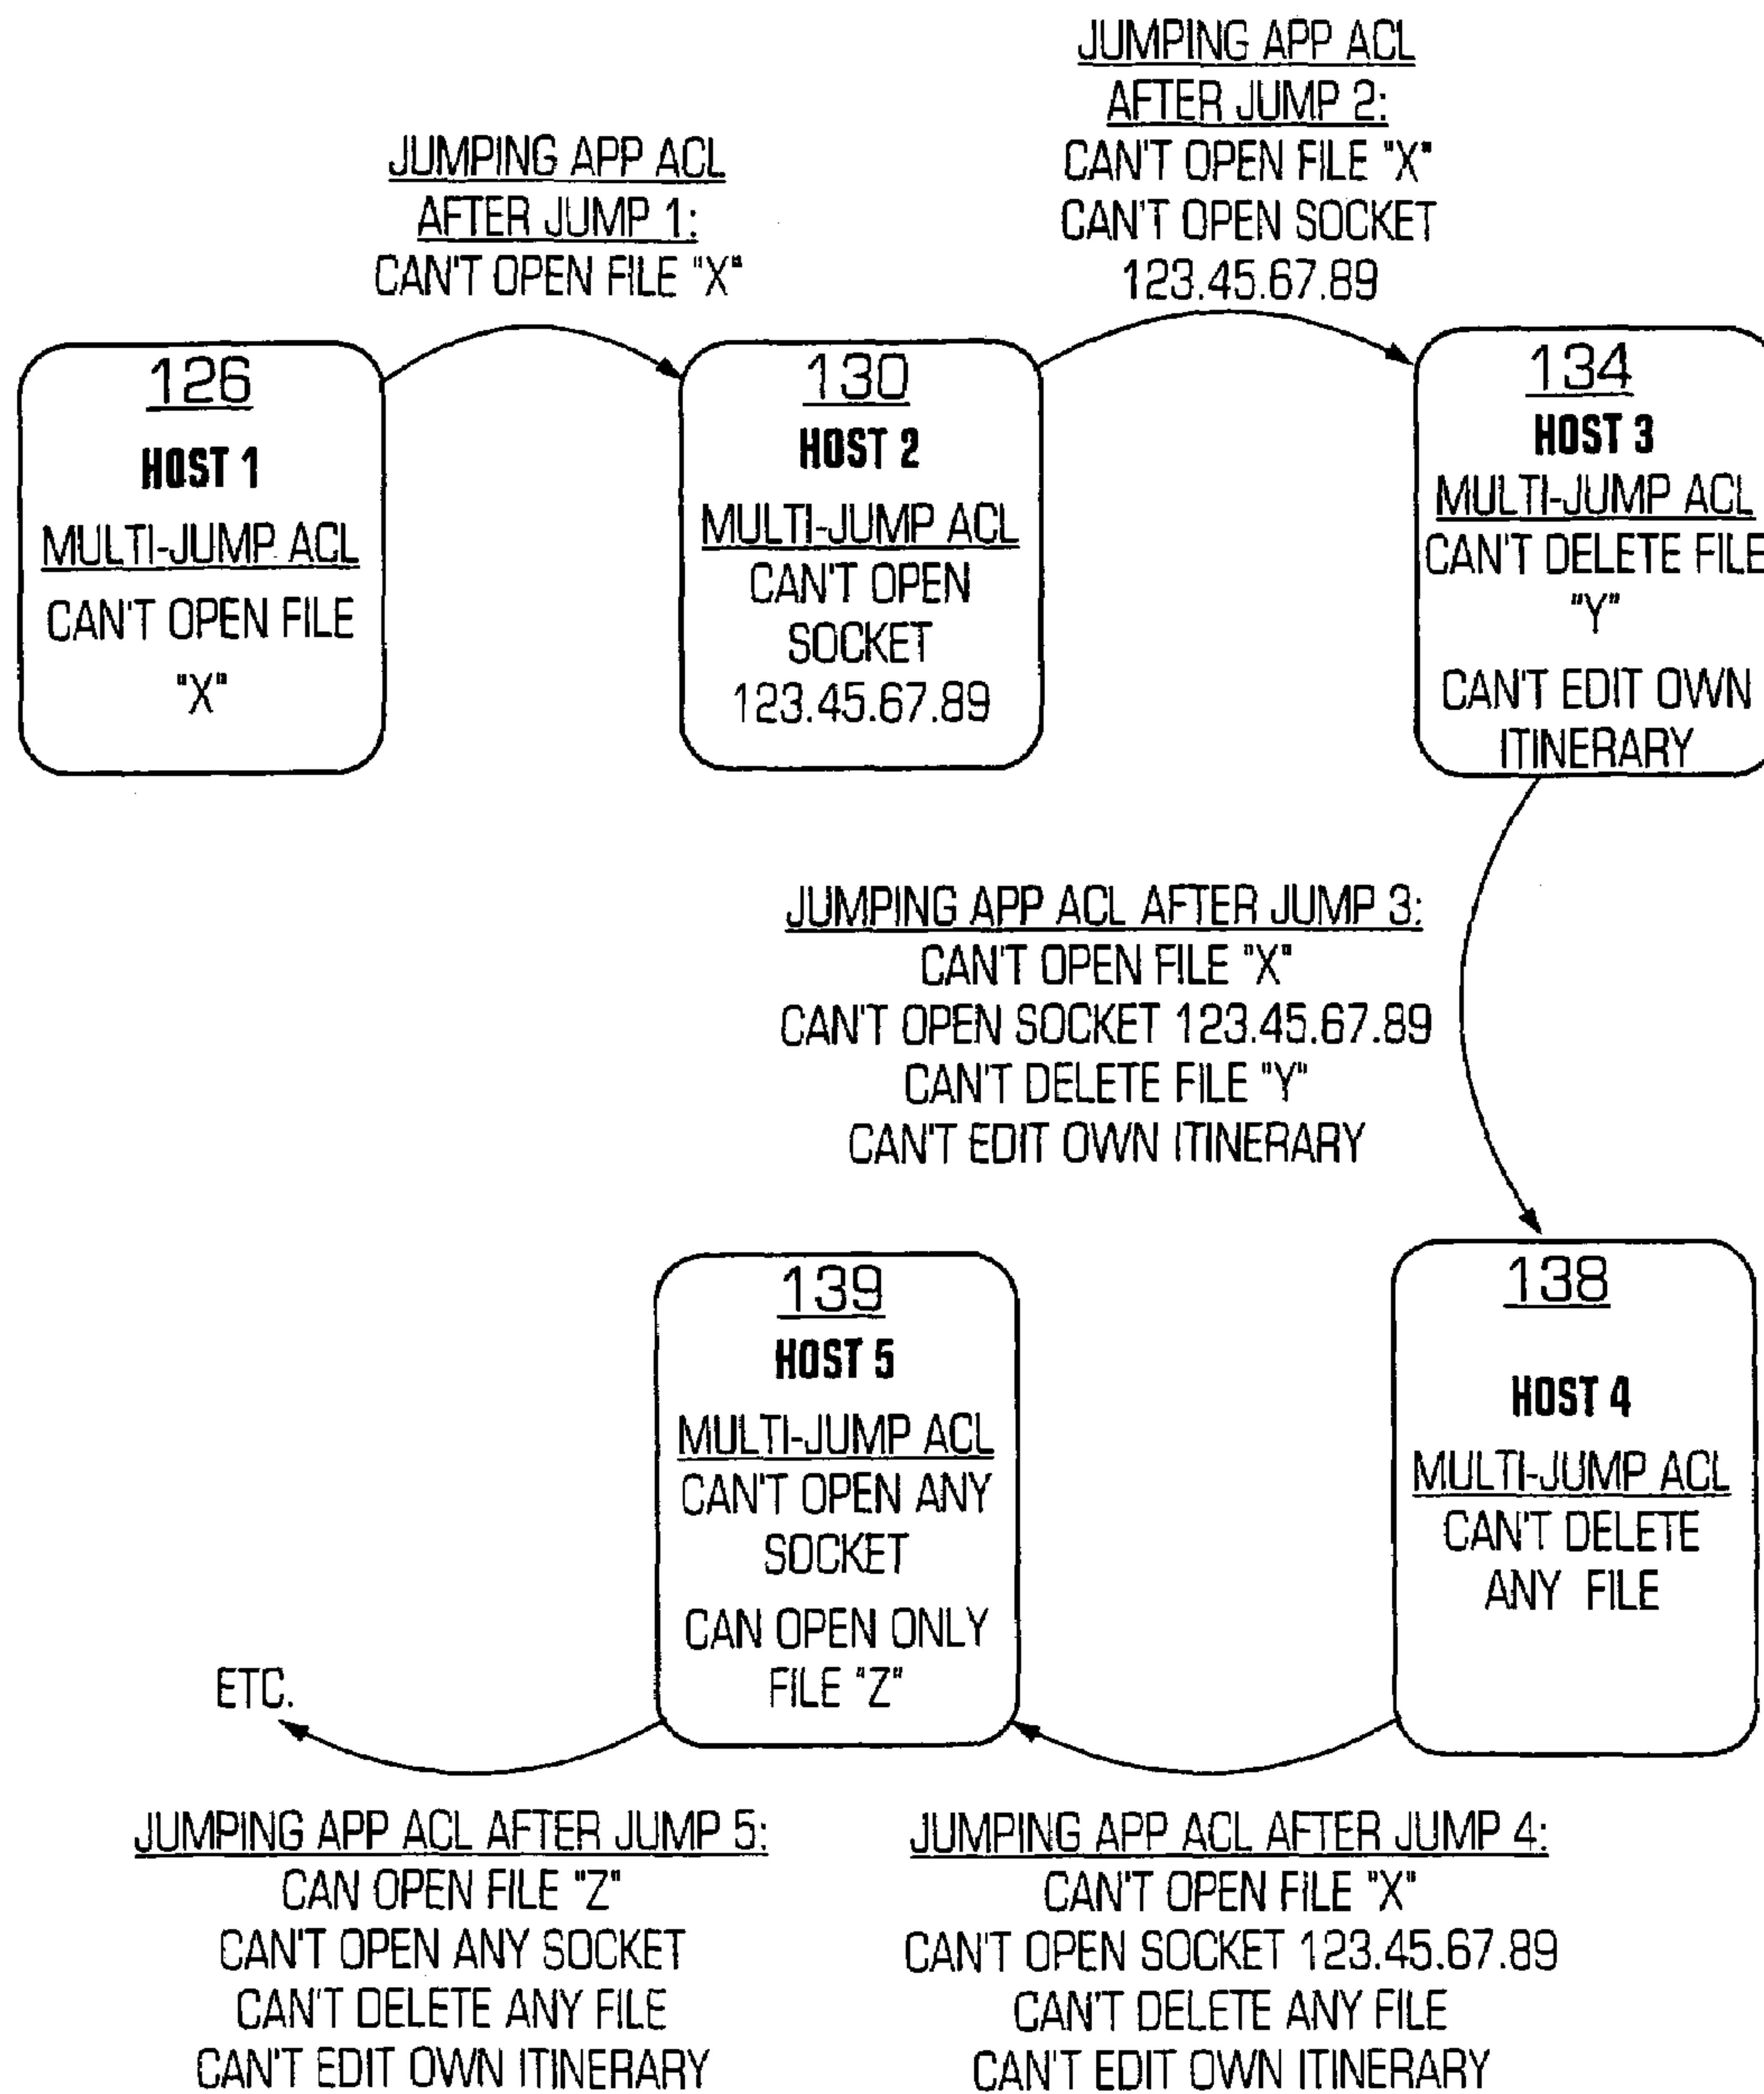 JUMPING APP ACL
AFTER JUMP 1:
CAN'T OPEN FILE "X"
JUMPING APP ACL
AFTER JUMP 2:
CAN'T OPEN FILE "X"
CAN'T OPEN SOCKET
123.45.67.89
126
HOST 1
MULTI-JUMP ACL
CAN'T OPEN FILE
"X"
130
HOST 2
MULTI-JUMP ACL
CAN'T OPEN
SOCKET
123.45.67.89
134
HOST 3
MULTI-JUMP ACL
CAN'T DELETE FILE
"Y"
CAN'T EDIT OWN
ITINERARY
JUMPING APP ACL AFTER JUMP 3:
CAN'T OPEN FILE "X"
CAN'T OPEN SOCKET 123.45.67.89
CAN'T DELETE FILE "Y"
CAN'T EDIT OWN ITINERARY
138
HOST 4
MULTI-JUMP ACL
CAN'T DELETE
ANY FILE
139
HOST 5
MULTI-JUMP ACL
CAN'T OPEN ANY
SOCKET
CAN OPEN ONLY
FILE "Z"
ETC.
JUMPING APP ACL AFTER JUMP 4:
CAN'T OPEN FILE "X"
CAN'T OPEN SOCKET 123.45.67.89
CAN'T DELETE ANY FILE
CAN'T EDIT OWN ITINERARY
JUMPING APP ACL AFTER JUMP 5:
CAN OPEN FILE "Z"
CAN'T OPEN ANY SOCKET
CAN'T DELETE ANY FILE
CAN'T EDIT OWN ITINERARY